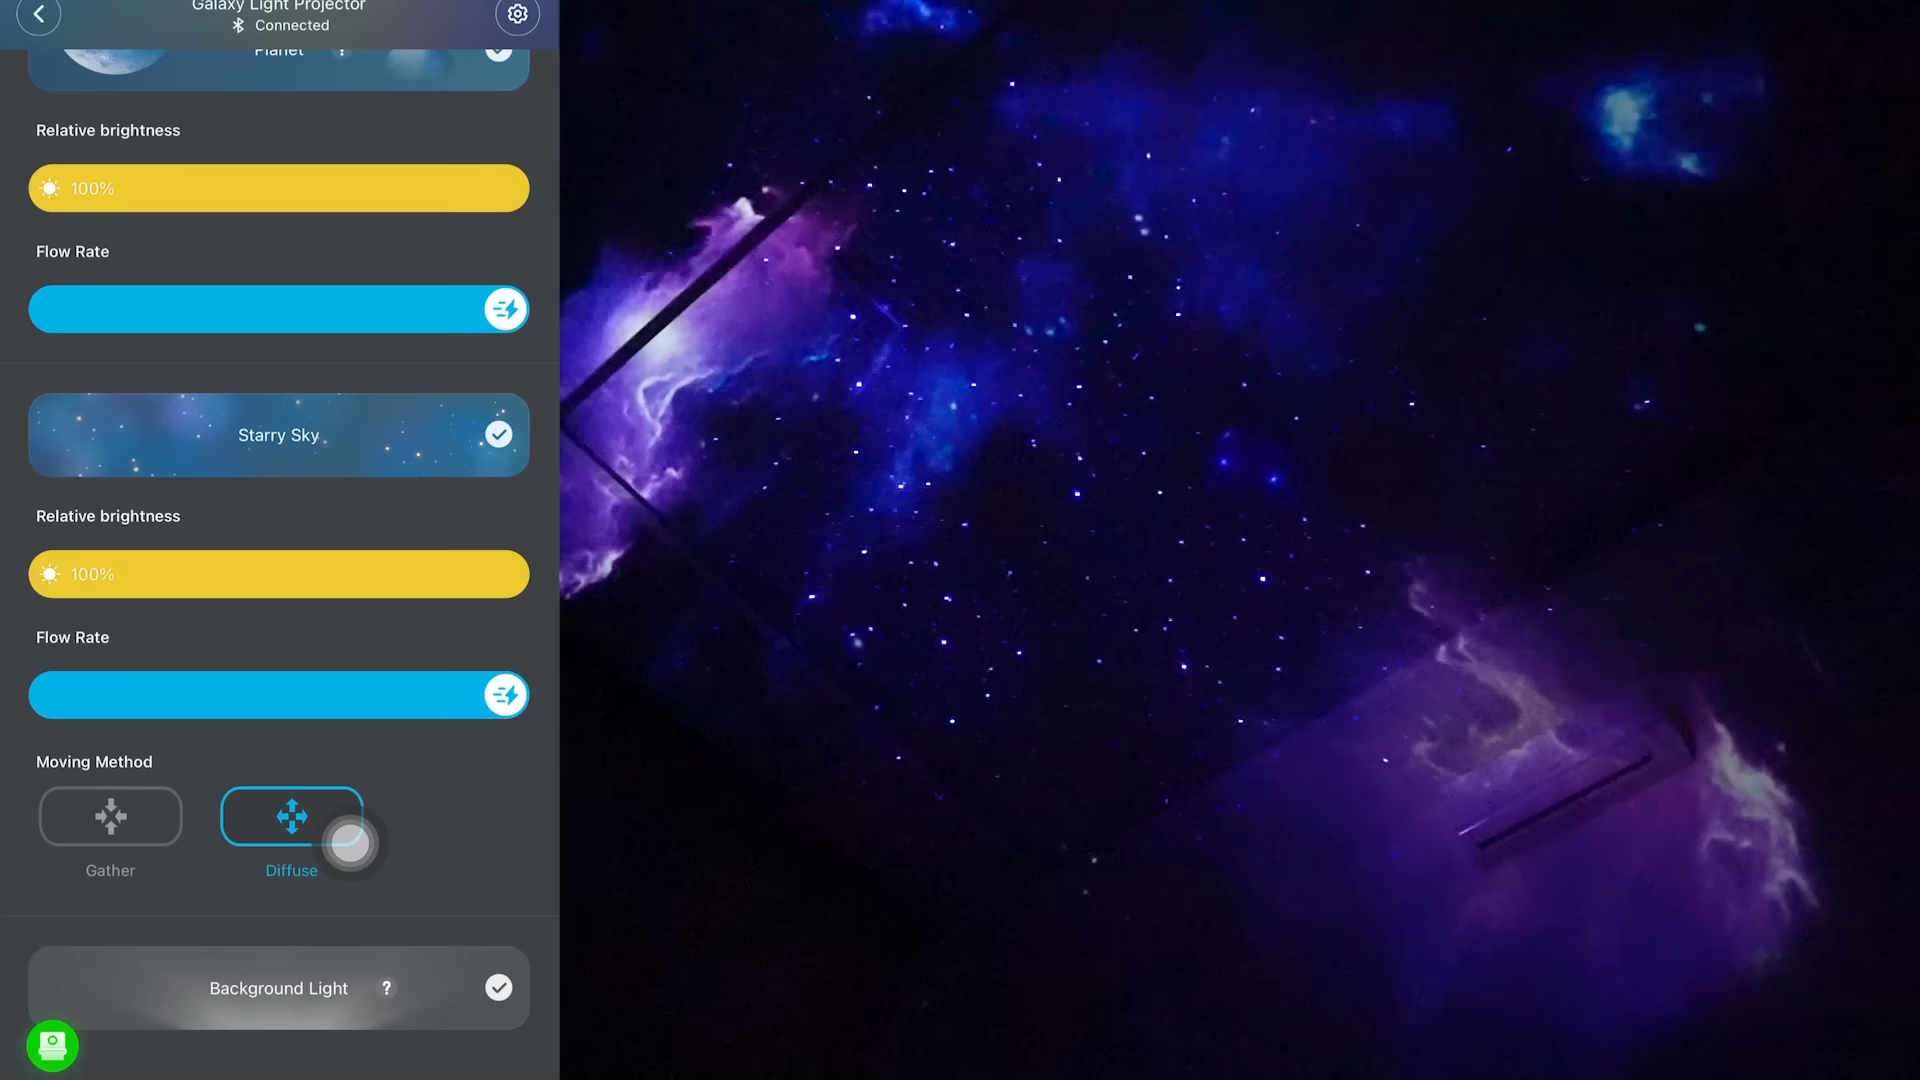 Galaxy Light Projector
Connected
Planet ?
Relative brightness
100%
Flow Rate
Starry Sky
Relative brightness
100%
Flow Rate
Moving Method
Gather
Diffuse
Background Light ?